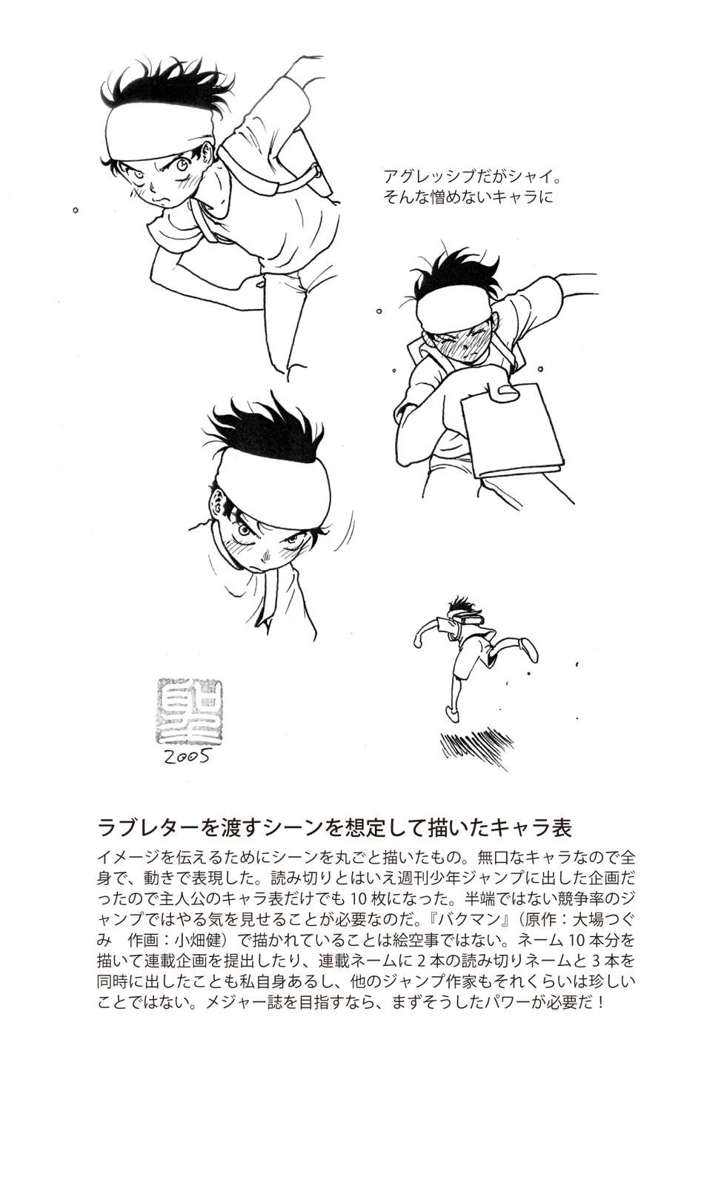 アグレッシブだがシャイ。
そんな憎めないキャラに
2005
ラブレターを渡すシーンを想定して描いたキャラ表
イメージを伝えるためにシーンを丸ごと描いたもの。無口なキャラなので全
身で、動きで表現した。読み切りとはいえ週刊少年ジャンプに出した企画だ
ったので主人公のキャラ表だけでも 10 枚になった。半端ではない競争率のジ
ャンプではやる気を見せることが必要なのだ。『バクマン』（原作：大場つぐ
み　作画：小畑健）で描かれていることは絵空事ではない。ネーム 10 本分を
描いて連載企画を提出したり、連載ネームに 2 本の読み切りネームと 3 本を
同時に出したことも私自身あるし、他のジャンプ作家もそれくらいは珍しい
ことではない。メジャー誌を目指すなら、まずそうしたパワーが必要だ！